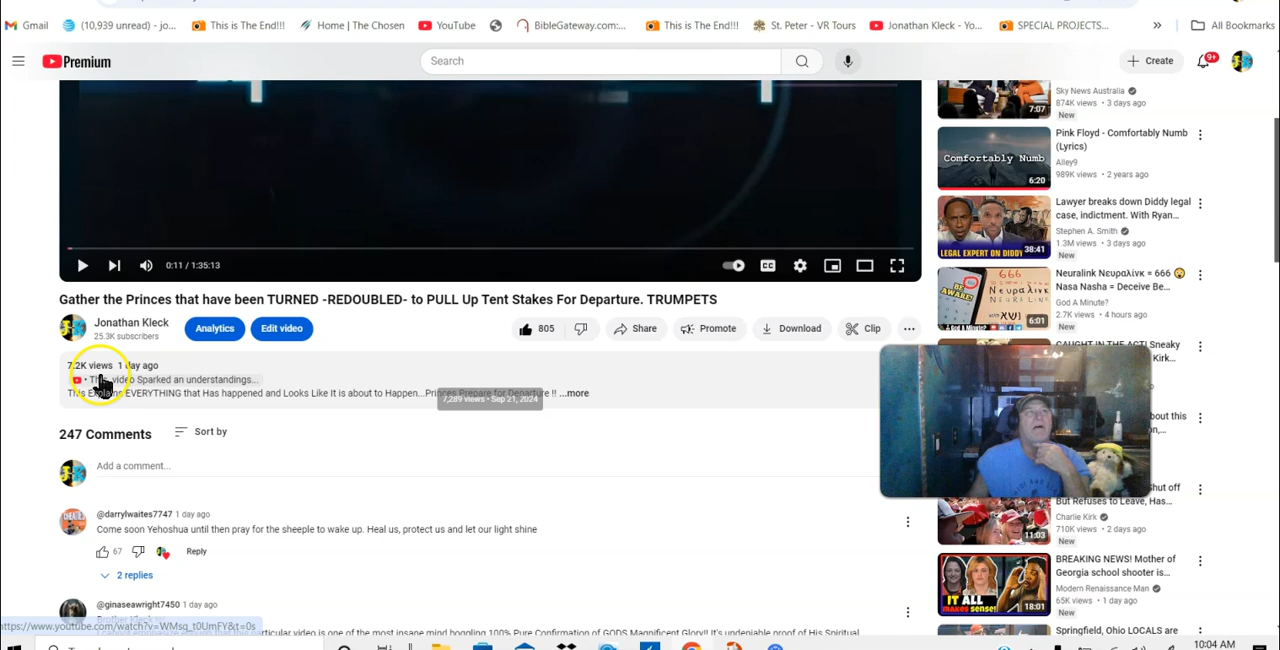 Gmail
(10,939 unread) - jo...
This is The End!!!
Home | The Chosen
YouTube
BibleGateway.com:...
This is The End!!!
St. Peter - VR Tours
Jonathan Kleck - Yo...
SPECIAL PROJECTS...
»
All Bookmarks
Premium
Search
Create
9+
0:11 / 1:35:13
CC
Gather the Princes that have been TURNED -REDOUBLED- to PULL Up Tent Stakes For Departure. TRUMPETS
Jonathan Kleck
25.3K subscribers
Analytics
Edit video
805
Share
Promote
Download
Clip
7.2K views 1 day ago
video Sparked an understandings...
This Explains EVERYTHING that Has happened and Looks Like It is about to Happen...Princes Prepare for Departure !! ...more
7,289 views • Sep 21, 2024
247 Comments
Sort by
Add a comment...
@darrylwaites7747 1 day ago
Come soon Yehoshua until then pray for the sheeple to wake up. Heal us, protect us and let our light shine
67
Reply
2 replies
@ginaseawright7450 1 day ago
https://www.youtube.com/watch?v=WMsq_t0UmFY&t=0s
particular video is one of the most insane mind boggling 100% Pure Confirmation of GODS Magnificent Glory!! It's undeniable proof of His Spiritual
Sky News Australia
874K views • 3 days ago
New
7:07
Pink Floyd - Comfortably Numb
(Lyrics)
Ailey9
989K views • 2 years ago
Comfortably Numb
6:20
Lawyer breaks down Diddy legal
case, indictment. With Ryan...
Stephen A. Smith
1.3M views • 3 days ago
New
LEGAL EXPERT ON DIDDY
38:41
Neuralink Νευραλίνκ = 666
Nasa Nasha = Deceive Be...
God A Minute?
2.7K views • 4 hours ago
New
666
BE AWARE!
6:01
CAUGHT IN THE ACT! Sneaky
Kirk...
bout this
Shut off
But Refuses to Leave, Has...
Charlie Kirk
710K views • 2 days ago
New
11:03
BREAKING NEWS! Mother of
Georgia school shooter is...
Modern Renaissance Man
65K views • 1 day ago
New
IT ALL
makes sense!
18:01
Springfield, Ohio LOCALS are
10:04 AM